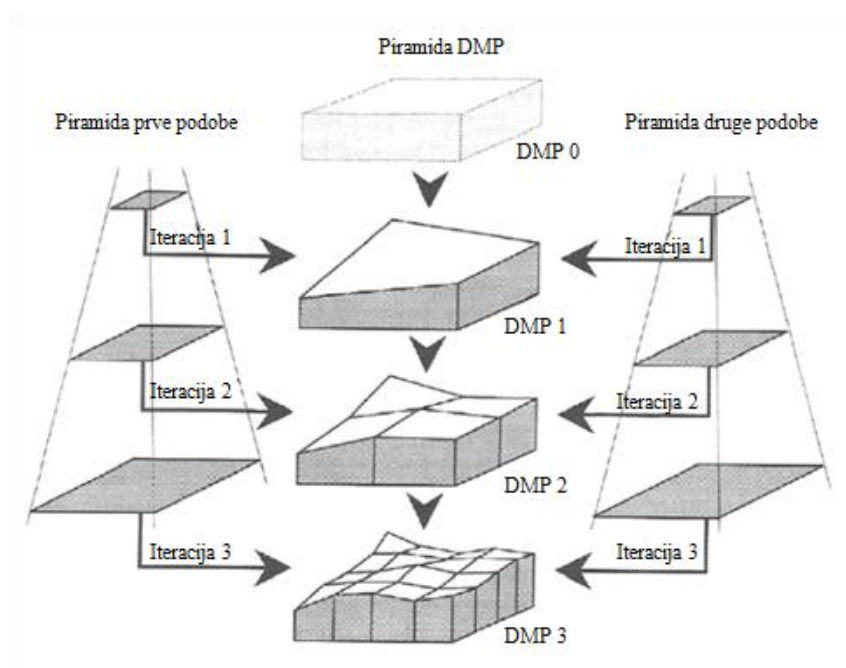 Piramida DMP
Piramida prve podobe
Piramida druge podobe
DMP 0
Iteracija 1
Iteracija 1
DMP 1
Iteracija 2
Iteracija 2
DMP 2
Iteracija 3
Iteracija 3
DMP 3